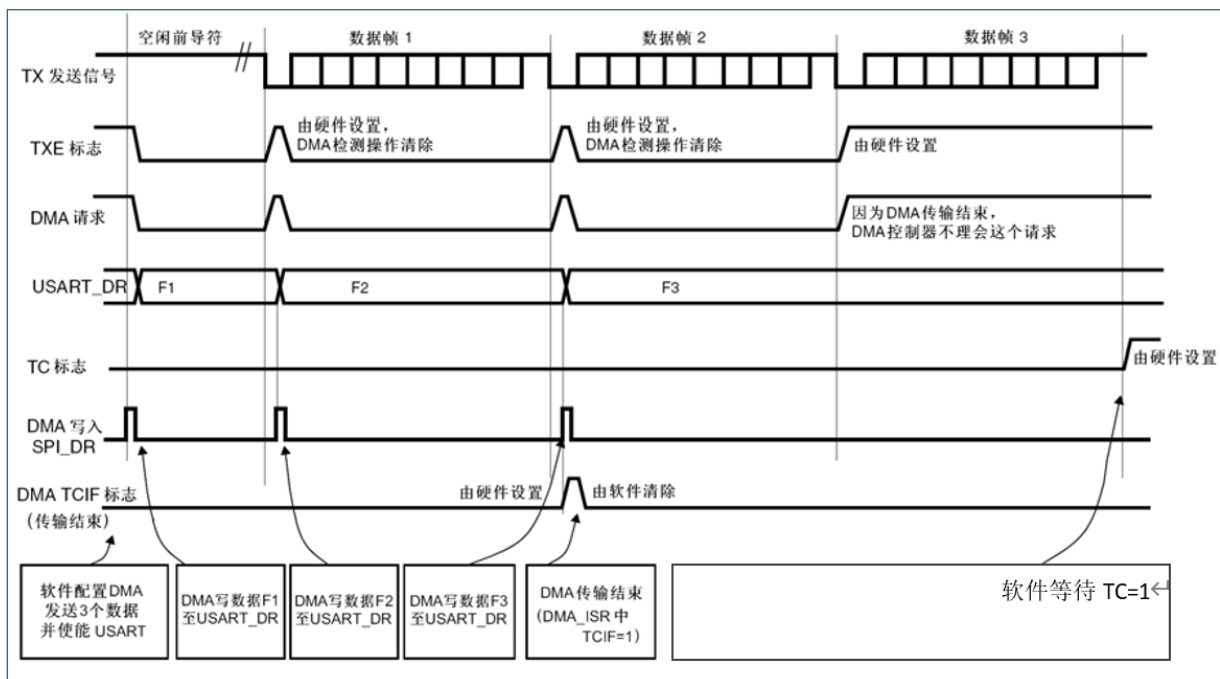 空闲前导符
数据帧 1
数据帧 2
数据帧 3
TX 发送信号
由硬件设置，
DMA检测操作清除
由硬件设置，
DMA检测操作清除
TXE 标志
由硬件设置
DMA 请求
因为DMA传输结束，
DMA控制器不理会这个请求
USART_DR
F1
F2
F3
TC 标志
由硬件设置
DMA 写入
SPI_DR
DMA TCIF 标志
（传输结束）
由硬件设置
由软件清除
软件配置DMA
发送3个数据
并使能 USART
DMA写数据F1
至USART_DR
DMA写数据F2
至USART_DR
DMA写数据F3
至USART_DR
DMA传输结束
（DMA_ISR 中
TCIF=1）
软件等待 TC=1↵